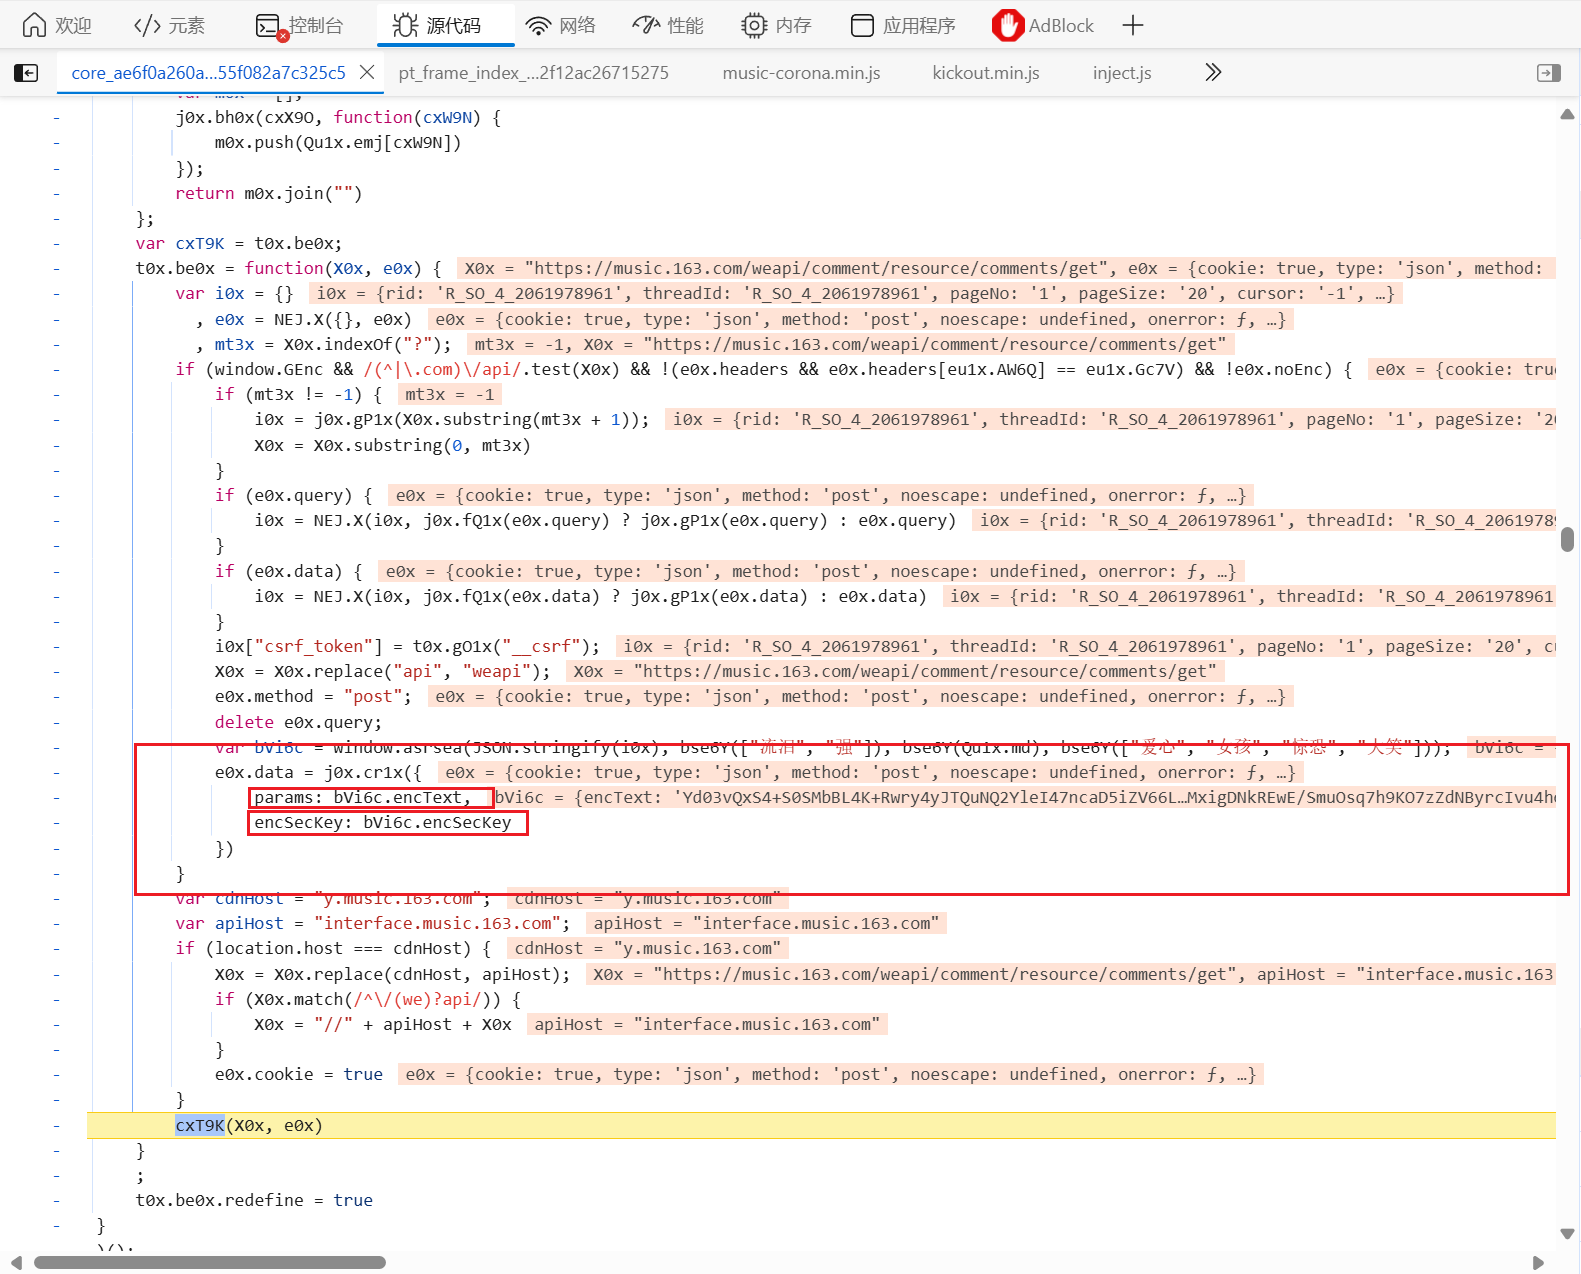 欢迎 元素 控制台 源代码 网络 性能 内存 应用程序 AdBlock
core_ae6f0a260a...55f082a7c325c5 pt_frame_index_...2f12ac26715275 music-corona.min.js kickout.min.js inject.js
j0x.bh0x(cxX9O, function(cxW9N) {
m0x.push(Qu1x.emj[cxW9N])
});
return m0x.join("")
};
var cxT9K = t0x.be0x;
t0x.be0x = function(X0x, e0x) { X0x = "https://music.163.com/weapi/comment/resource/comments/get", e0x = {cookie: true, type: 'json', method:
var i0x = {} i0x = {rid: 'R_SO_4_2061978961', threadId: 'R_SO_4_2061978961', pageNo: '1', pageSize: '20', cursor: '-1', …}
, e0x = NEJ.X({}, e0x) e0x = {cookie: true, type: 'json', method: 'post', noescape: undefined, onerror: ƒ, …}
, mt3x = X0x.indexOf("?"); mt3x = -1, X0x = "https://music.163.com/weapi/comment/resource/comments/get"
if (window.GEnc && /(^|\.com)\/api/.test(X0x) && !(e0x.headers && e0x.headers[eu1x.AW6Q] == eu1x.Gc7V) && !e0x.noEnc) { e0x = {cookie: true
if (mt3x != -1) { mt3x = -1
i0x = j0x.gP1x(X0x.substring(mt3x + 1)); i0x = {rid: 'R_SO_4_2061978961', threadId: 'R_SO_4_2061978961', pageNo: '1', pageSize: '20
X0x = X0x.substring(0, mt3x)
}
if (e0x.query) { e0x = {cookie: true, type: 'json', method: 'post', noescape: undefined, onerror: ƒ, …}
i0x = NEJ.X(i0x, j0x.fQ1x(e0x.query) ? j0x.gP1x(e0x.query) : e0x.query) i0x = {rid: 'R_SO_4_2061978961', threadId: 'R_SO_4_20619789
}
if (e0x.data) { e0x = {cookie: true, type: 'json', method: 'post', noescape: undefined, onerror: ƒ, …}
i0x = NEJ.X(i0x, j0x.fQ1x(e0x.data) ? j0x.gP1x(e0x.data) : e0x.data) i0x = {rid: 'R_SO_4_2061978961', threadId: 'R_SO_4_2061978961
}
i0x["csrf_token"] = t0x.gO1x("__csrf"); i0x = {rid: 'R_SO_4_2061978961', threadId: 'R_SO_4_2061978961', pageNo: '1', pageSize: '20', cu
X0x = X0x.replace("api", "weapi"); X0x = "https://music.163.com/weapi/comment/resource/comments/get"
e0x.method = "post"; e0x = {cookie: true, type: 'json', method: 'post', noescape: undefined, onerror: ƒ, …}
delete e0x.query;
var bVi6c = window.asrsea(JSON.stringify(i0x), bse6Y(["流泪", "强"]), bse6Y(Qu1x.md), bse6Y(["爱心", "女孩", "惊恐", "大笑"])); bVi6c =
e0x.data = j0x.cr1x({ e0x = {cookie: true, type: 'json', method: 'post', noescape: undefined, onerror: ƒ, …}
params: bVi6c.encText, bVi6c = {encText: 'Yd03vQxS4+S0SMbBL4K+Rwry4yJTQuNQ2YleI47ncaD5iZV66L…MxigDNkREwE/SmuOsq7h9KO7zZdNByrcIvu4h
encSecKey: bVi6c.encSecKey
})
}
var cdnHost = "y.music.163.com"; cdnHost = "y.music.163.com"
var apiHost = "interface.music.163.com"; apiHost = "interface.music.163.com"
if (location.host === cdnHost) { cdnHost = "y.music.163.com"
X0x = X0x.replace(cdnHost, apiHost); X0x = "https://music.163.com/weapi/comment/resource/comments/get", apiHost = "interface.music.163
if (X0x.match(/^\/(we)?api/)) {
X0x = "//" + apiHost + X0x apiHost = "interface.music.163.com"
}
e0x.cookie = true e0x = {cookie: true, type: 'json', method: 'post', noescape: undefined, onerror: ƒ, …}
}
cxT9K(X0x, e0x)
}
;
t0x.be0x.redefine = true
}
)();